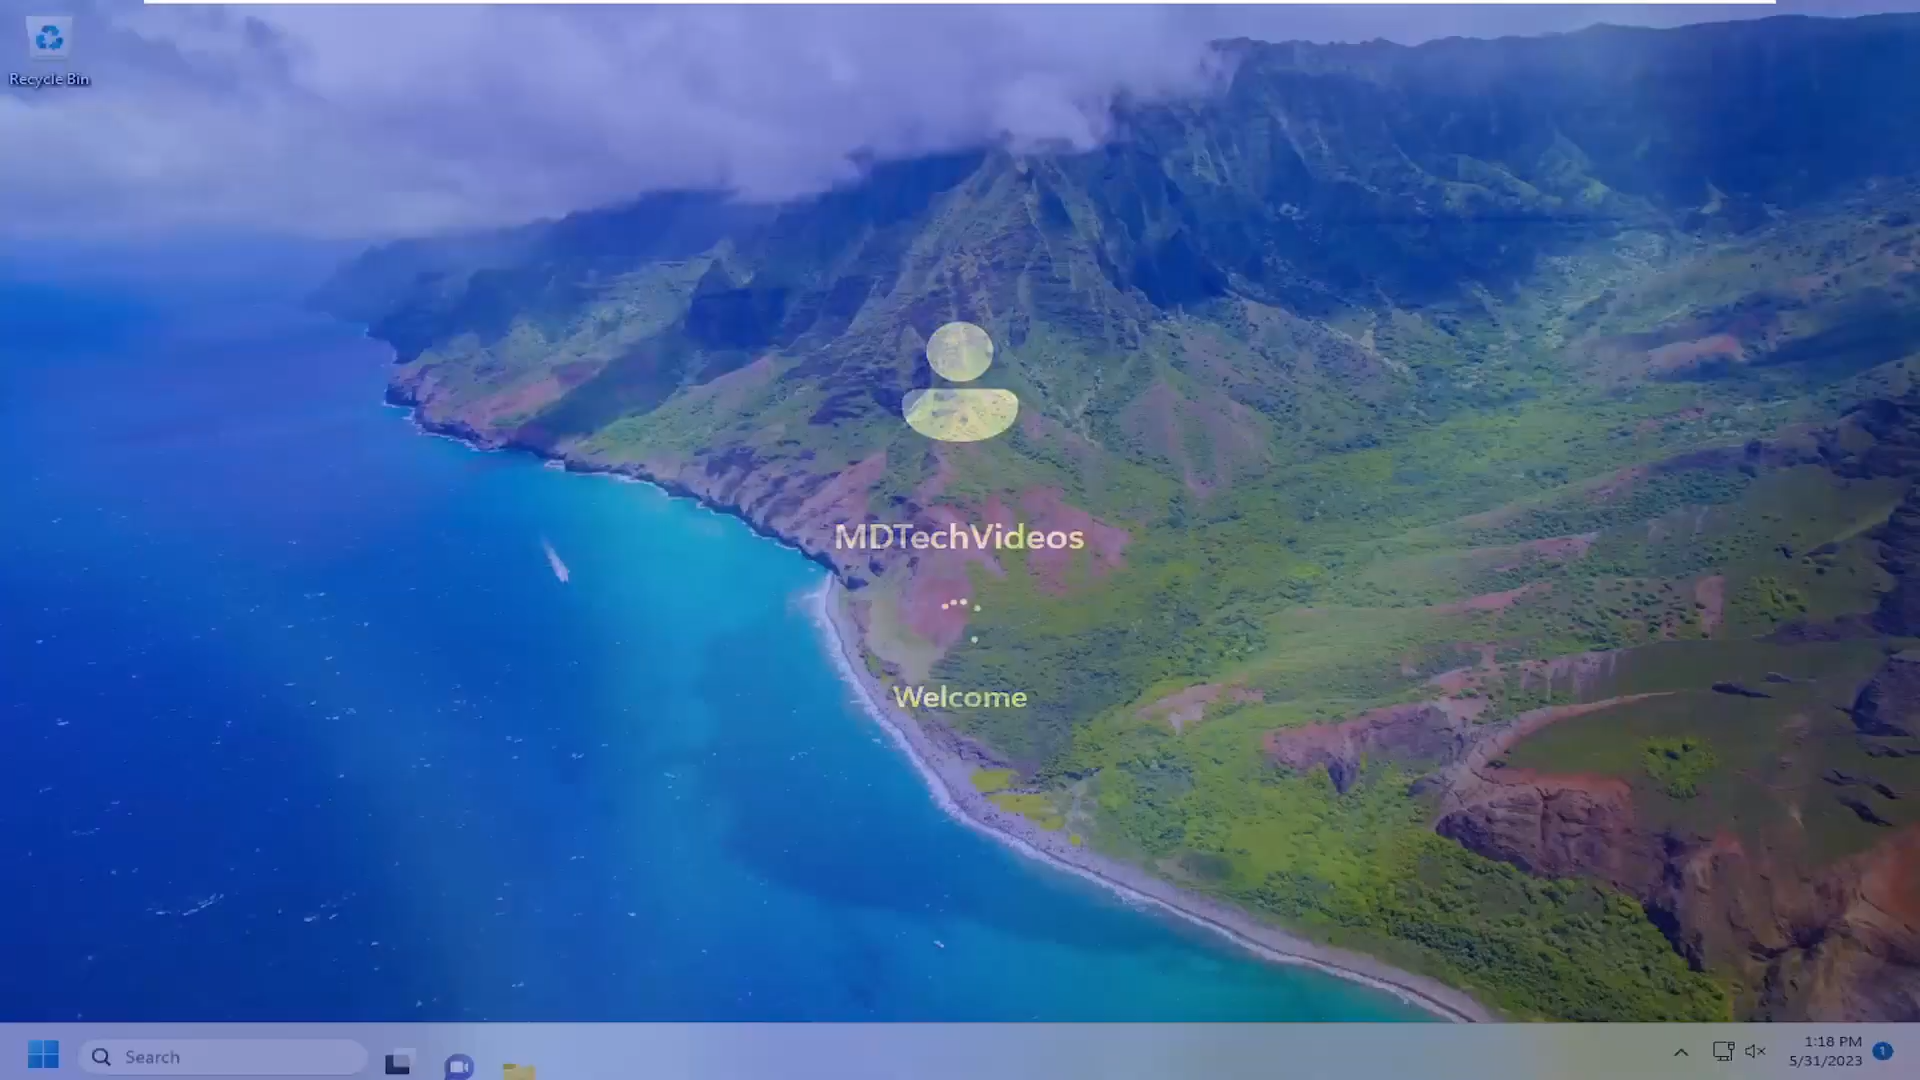 Recycle Bin
MDTechVideos
Welcome
Search
1:18 PM
5/31/2023
1